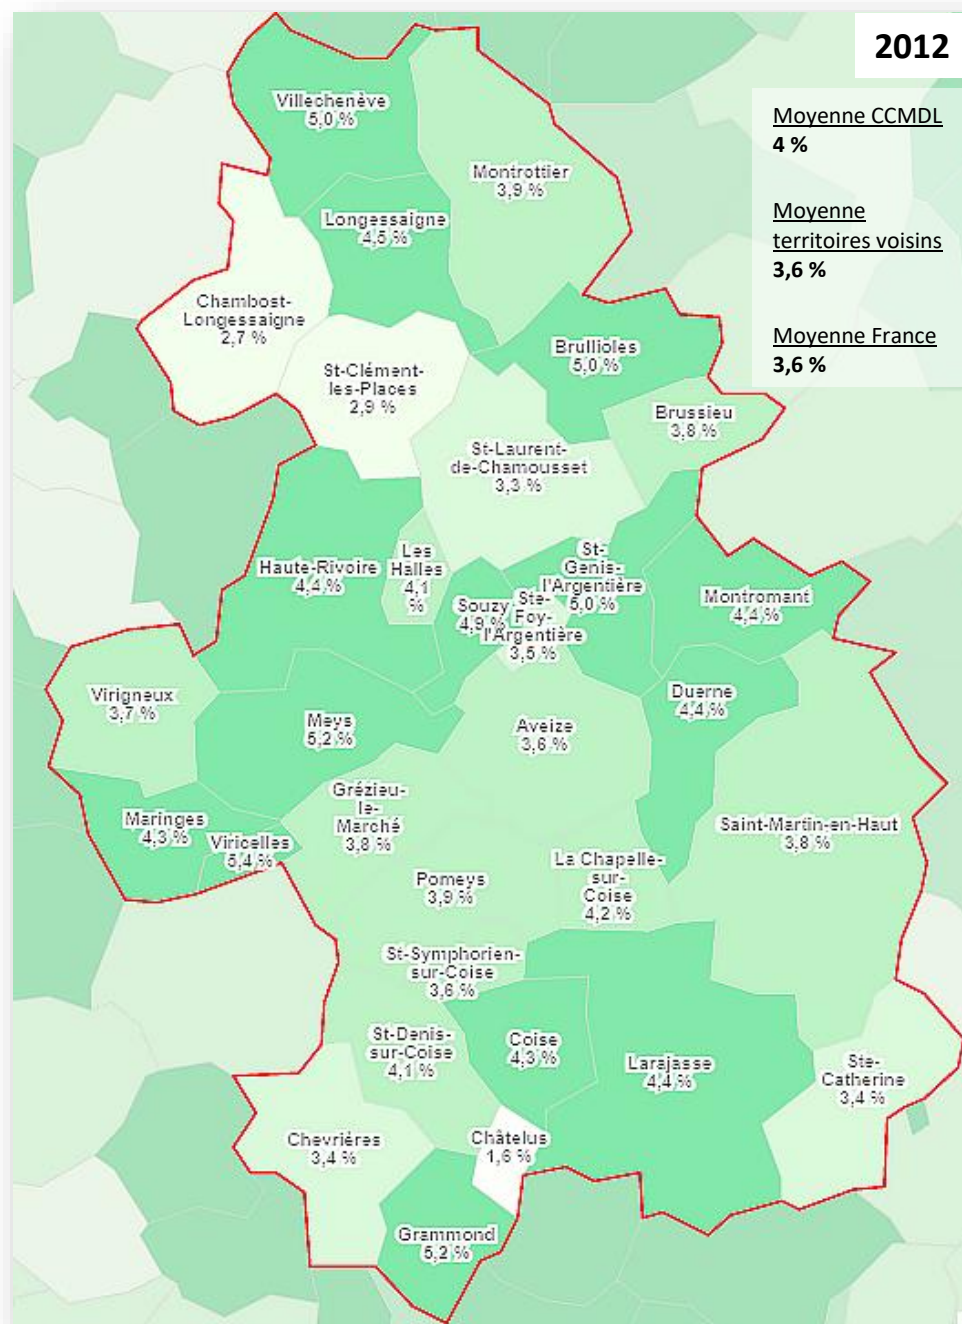 2012
Moyenne CCMDL
4 %
Moyenne
territoires voisins
3,6 %
Moyenne France
3,6 %
Villechenève
5,0 %
Montrottier
3,9 %
Longessaigne
4,5 %
Chambost-
Longessaigne
2,7 %
St-Clément-
les-Places
2,9 %
Brullioles
5,0 %
Brussieu
3,8 %
St-Laurent-
de-Chamousset
3,3 %
Haute-Rivoire
4,4 %
Les
Halles
4,1
%
Souzy
4,9 %
Ste-
Foy-
l'Argentière
3,5 %
St-
Genis-
l'Argentière
5,0 %
Montromant
4,4 %
Virigneux
3,7 %
Meys
5,2 %
Aveize
3,6 %
Duerne
4,4 %
Maringes
4,3 %
Viricelles
5,4 %
Grézieu-
le-
Marché
3,8 %
Saint-Martin-en-Haut
3,8 %
Pomeys
3,9 %
La Chapelle-
sur-
Coise
4,2 %
St-Symphorien-
sur-Coise
3,6 %
St-Denis-
sur-Coise
4,1 %
Coise
4,3 %
Larajasse
4,4 %
Ste-
Catherine
3,4 %
Chevrières
3,4 %
Châtelus
1,6 %
Grammond
5,2 %